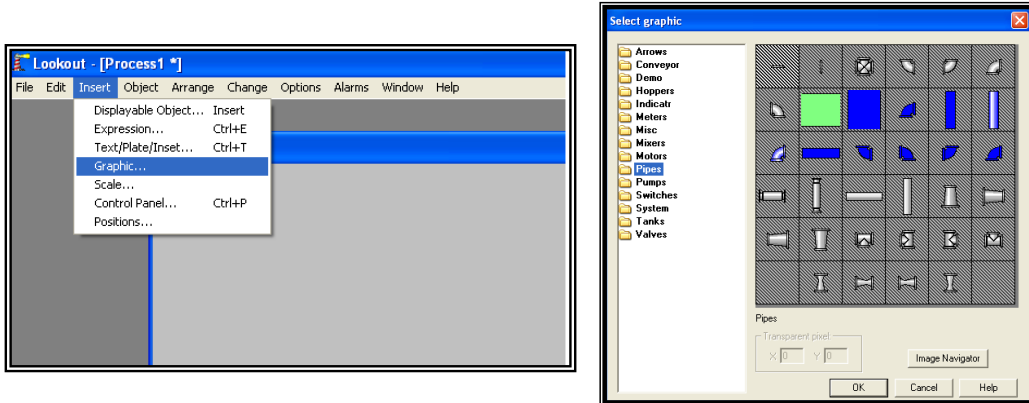 Lookout - [Process1 *]
File Edit Insert Object Arrange Change Options Alarms Window Help
Displayable Object... Insert
Expression... Ctrl+E
Text/Plate/Inset... Ctrl+T
Graphic...
Scale...
Control Panel... Ctrl+P
Positions...
Select graphic
Arrows
Conveyor
Demo
Hoppers
Indicatr
Meters
Misc
Mixers
Motors
Pipes
Pumps
Switches
System
Tanks
Valves
Pipes
Transparent pixel
X 0 Y 0
Image Navigator
OK Cancel Help